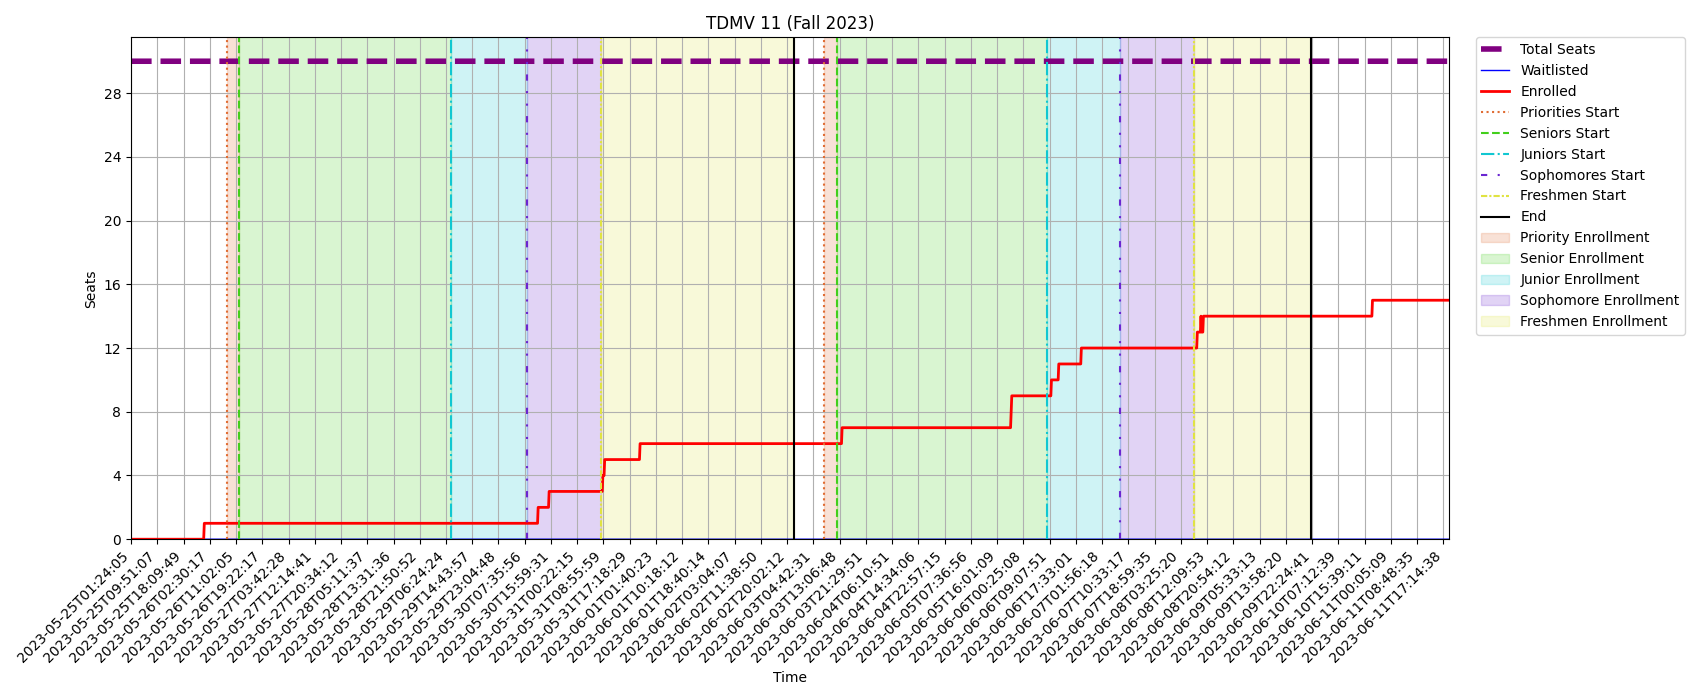 TDMV 11 (Fall 2023)
Seats
28
24
20
16
12
8
4
0
2023-05-25T01:24:05
2023-05-25T09:51:07
2023-05-25T18:09:49
2023-05-26T02:30:17
2023-05-26T11:02:05
2023-05-26T19:22:17
2023-05-27T03:42:28
2023-05-27T12:14:41
2023-05-27T20:34:12
2023-05-28T05:11:37
2023-05-28T13:31:36
2023-05-28T21:50:52
2023-05-29T06:24:24
2023-05-29T14:43:57
2023-05-29T23:04:48
2023-05-30T07:35:56
2023-05-30T15:59:31
2023-05-31T00:22:15
2023-05-31T08:55:59
2023-05-31T17:18:29
2023-06-01T01:40:23
2023-06-01T10:18:12
2023-06-01T18:40:14
2023-06-02T03:04:07
2023-06-02T11:38:50
2023-06-02T20:02:12
2023-06-03T04:42:31
2023-06-03T13:06:48
2023-06-03T21:29:51
2023-06-04T06:10:51
2023-06-04T14:34:06
2023-06-04T22:57:15
2023-06-05T07:36:56
2023-06-05T16:01:09
2023-06-06T00:25:08
2023-06-06T09:07:51
2023-06-06T17:33:01
2023-06-07T01:56:18
2023-06-07T10:33:17
2023-06-07T18:59:35
2023-06-08T03:25:20
2023-06-08T12:09:53
2023-06-08T20:54:12
2023-06-09T05:33:13
2023-06-09T13:58:20
2023-06-09T22:24:41
2023-06-10T07:12:39
2023-06-10T15:39:11
2023-06-11T00:05:09
2023-06-11T08:48:35
2023-06-11T17:14:38
Time
Total Seats
Waitlisted
Enrolled
Priorities Start
Seniors Start
Juniors Start
Sophomores Start
Freshmen Start
End
Priority Enrollment
Senior Enrollment
Junior Enrollment
Sophomore Enrollment
Freshmen Enrollment